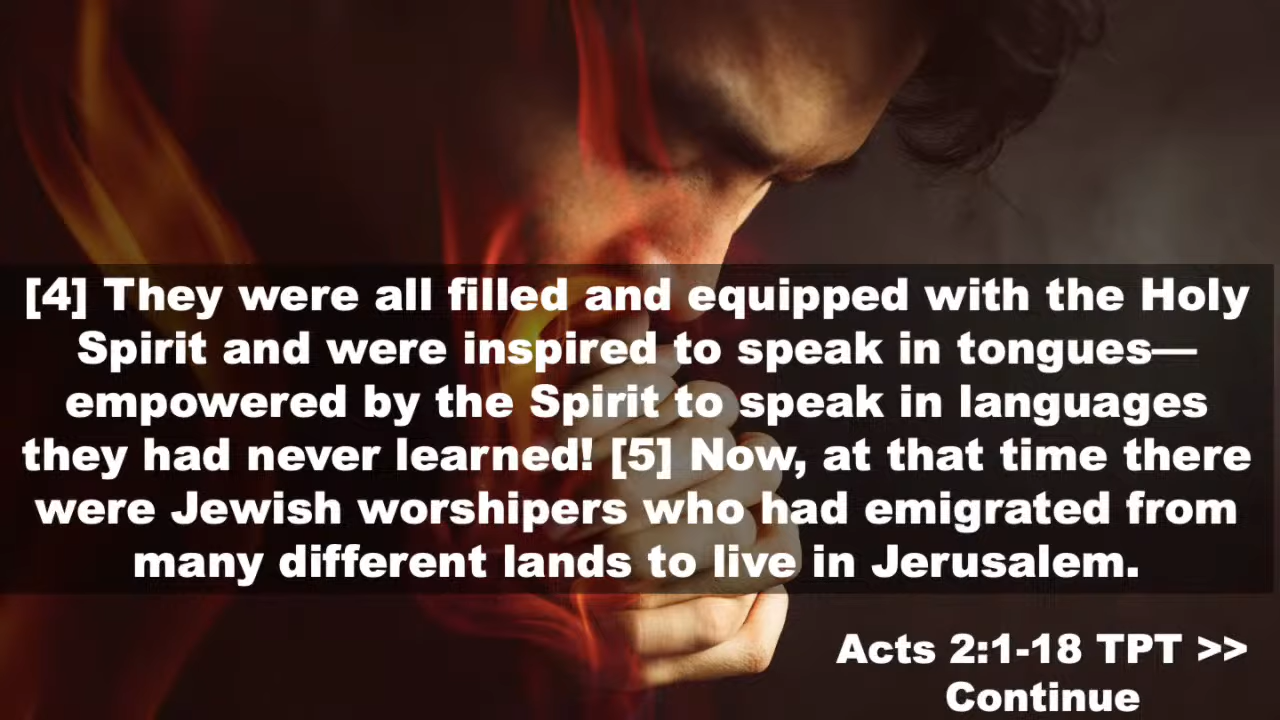 [4] They were all filled and equipped with the Holy
Spirit and were inspired to speak in tongues—
empowered by the Spirit to speak in languages
they had never learned! [5] Now, at that time there
were Jewish worshipers who had emigrated from
many different lands to live in Jerusalem.
Acts 2:1-18 TPT >>
Continue